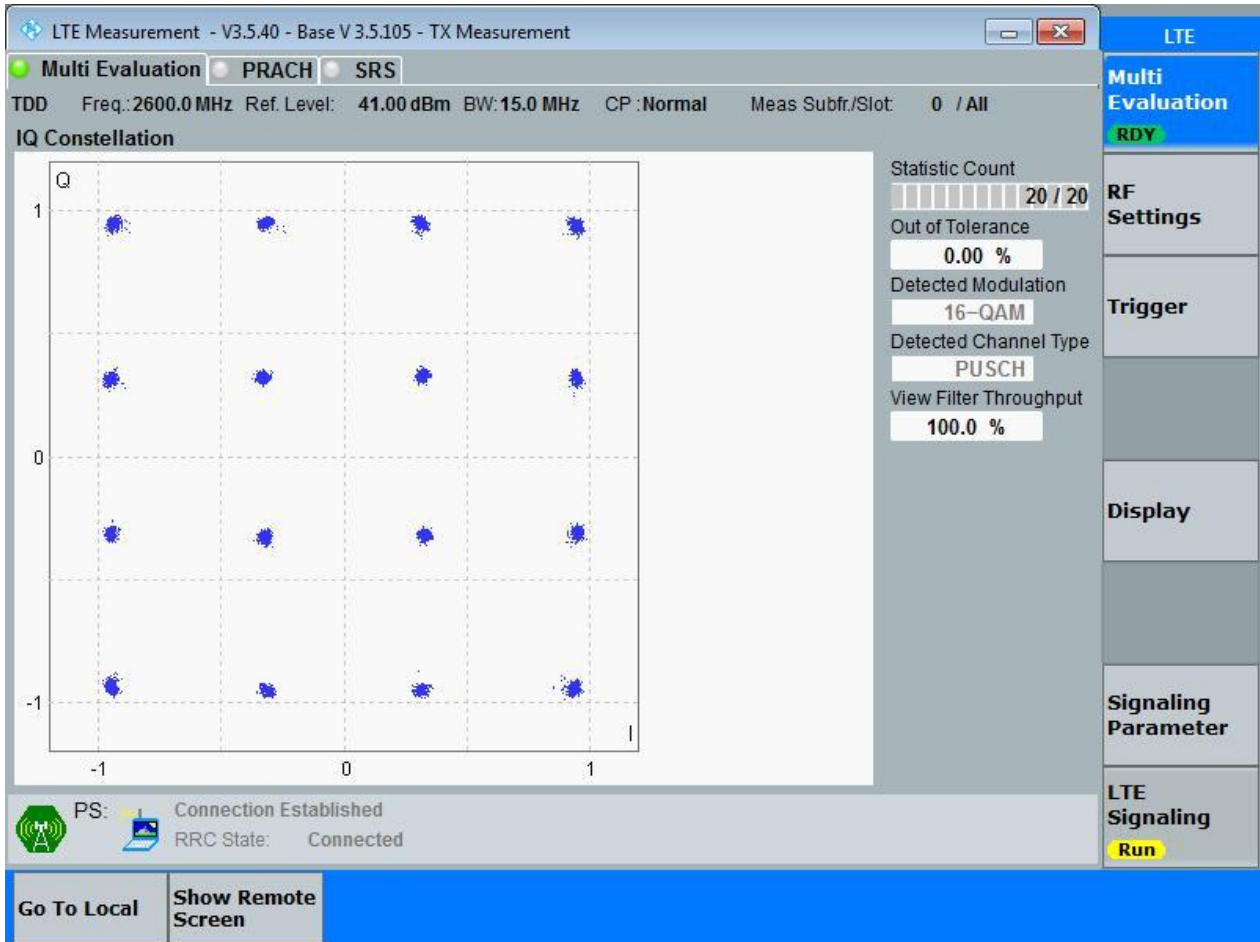 LTE Measurement - V3.5.40 - Base V 3.5.105 - TX Measurement
LTE
Multi Evaluation PRACH SRS
TDD Freq.: 2600.0 MHz Ref. Level: 41.00 dBm BW: 15.0 MHz CP : Normal Meas Subfr./Slot: 0 / All
IQ Constellation
Q
1
0
-1
I
-1 0 1
Statistic Count
20 / 20
Out of Tolerance
0.00 %
Detected Modulation
16-QAM
Detected Channel Type
PUSCH
View Filter Throughput
100.0 %
Multi
Evaluation
RDY
RF
Settings
Trigger
Display
Signaling
Parameter
LTE
Signaling
Run
PS: Connection Established
RRC State: Connected
Go To Local
Show Remote
Screen